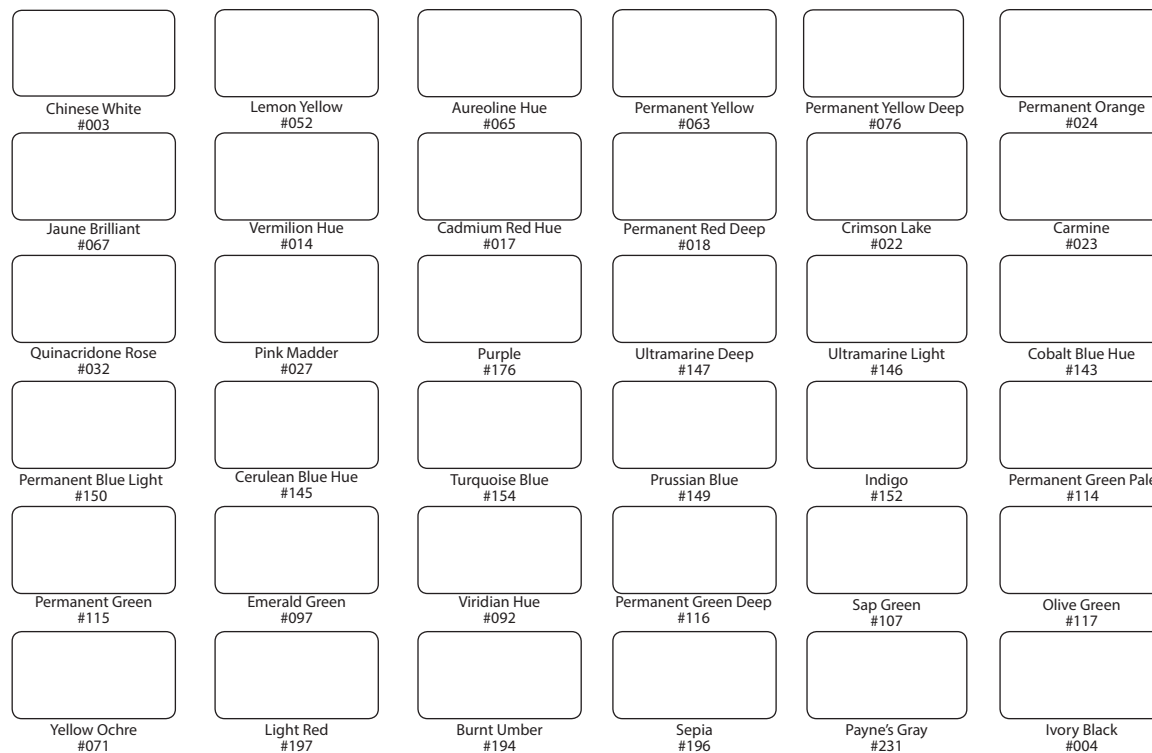 Chinese White
#003
Lemon Yellow
#052
Aureoline Hue
#065
Permanent Yellow
#063
Permanent Yellow Deep
#076
Permanent Orange
#024
Jaune Brilliant
#067
Vermilion Hue
#014
Cadmium Red Hue
#017
Permanent Red Deep
#018
Crimson Lake
#022
Carmine
#023
Quinacridone Rose
#032
Pink Madder
#027
Purple
#176
Ultramarine Deep
#147
Ultramarine Light
#146
Cobalt Blue Hue
#143
Permanent Blue Light
#150
Cerulean Blue Hue
#145
Turquoise Blue
#154
Prussian Blue
#149
Indigo
#152
Permanent Green Pale
#114
Permanent Green
#115
Emerald Green
#097
Viridian Hue
#092
Permanent Green Deep
#116
Sap Green
#107
Olive Green
#117
Yellow Ochre
#071
Light Red
#197
Burnt Umber
#194
Sepia
#196
Payne’s Gray
#231
Ivory Black
#004